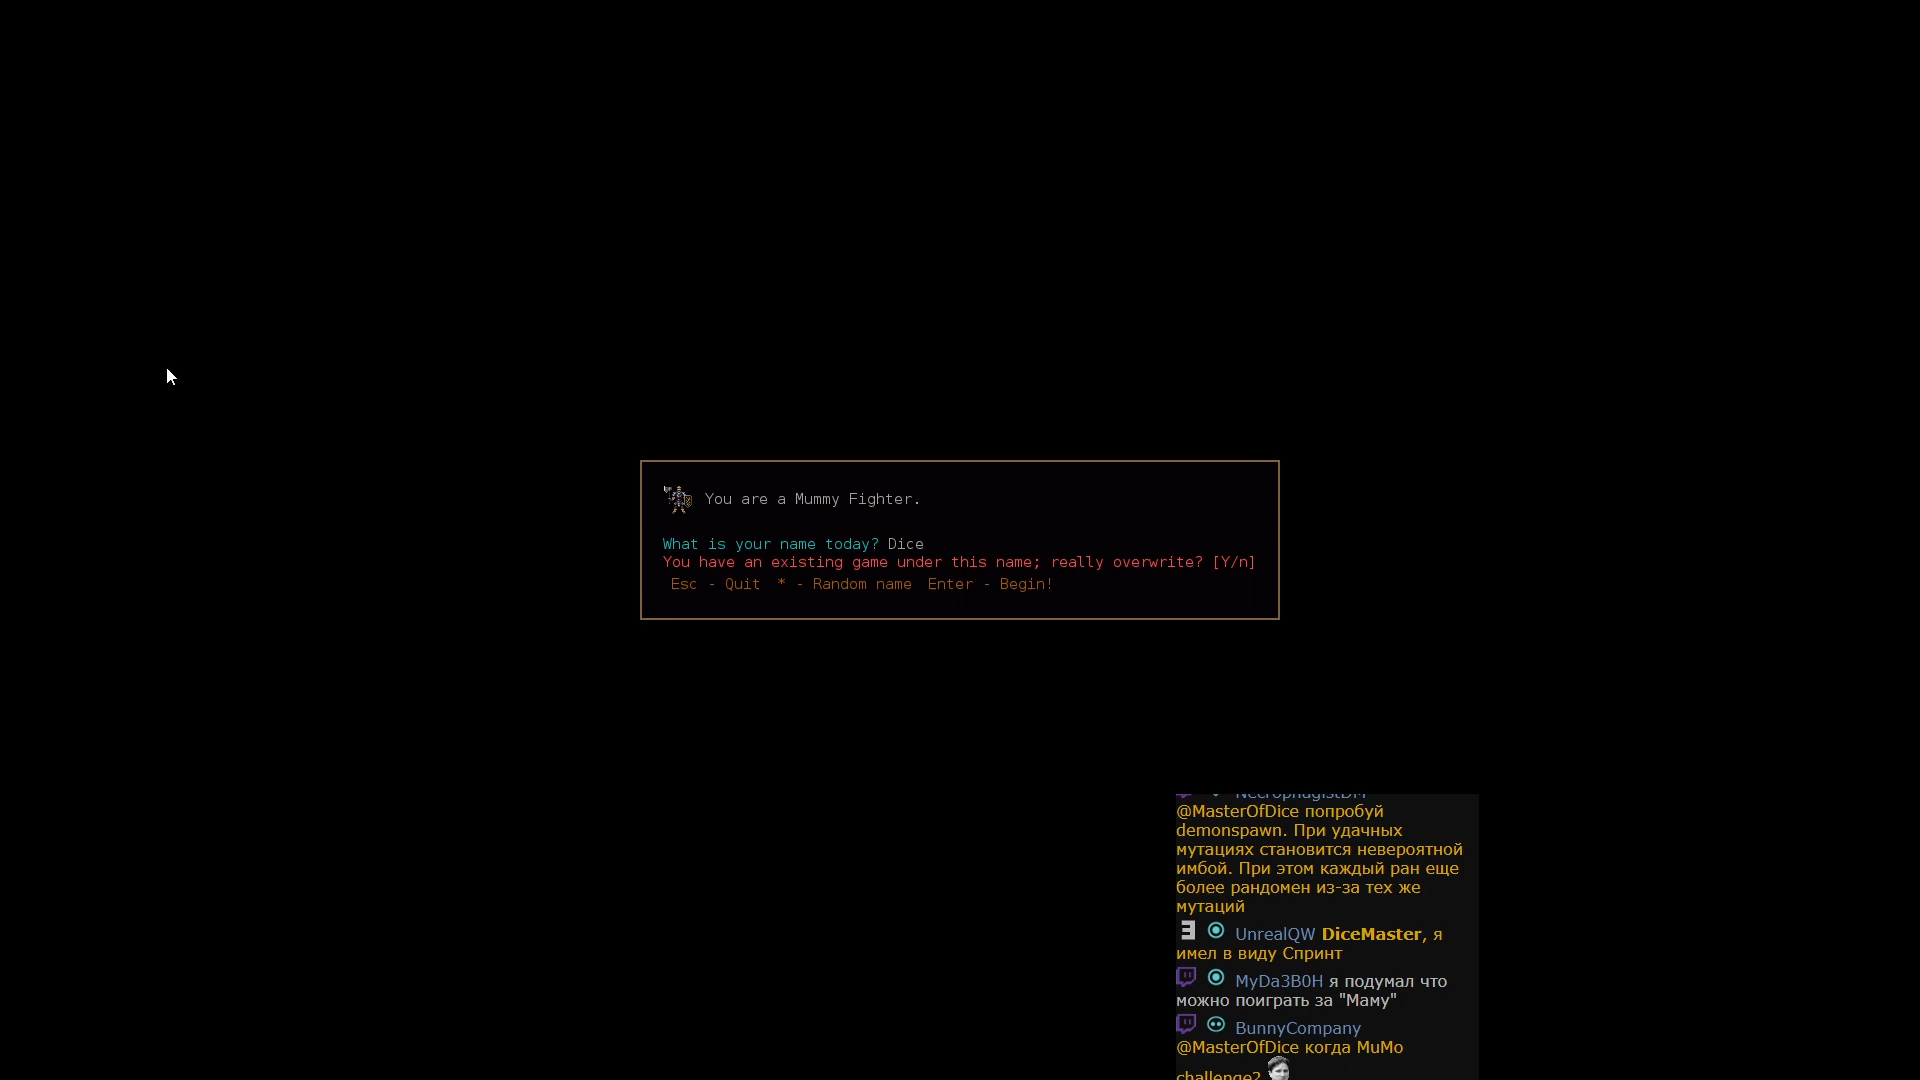 You are a Mummy Fighter.
What is your name today? Dice
You have an existing game under this name; really overwrite? [Y/n]
Esc - Quit * - Random name Enter - Begin!
NecrophagistDM
@MasterOfDice попробуй
demonspawn. При удачных
мутациях становится невероятной
имбой. При этом каждый ран еще
более рандомен из-за тех же
мутаций
UnrealQW DiceMaster, я
имел в виду Спринт
MyDa3B0H я подумал что
можно поиграть за "Маму"
BunnyCompany
@MasterOfDice когда MuMo
challenge?